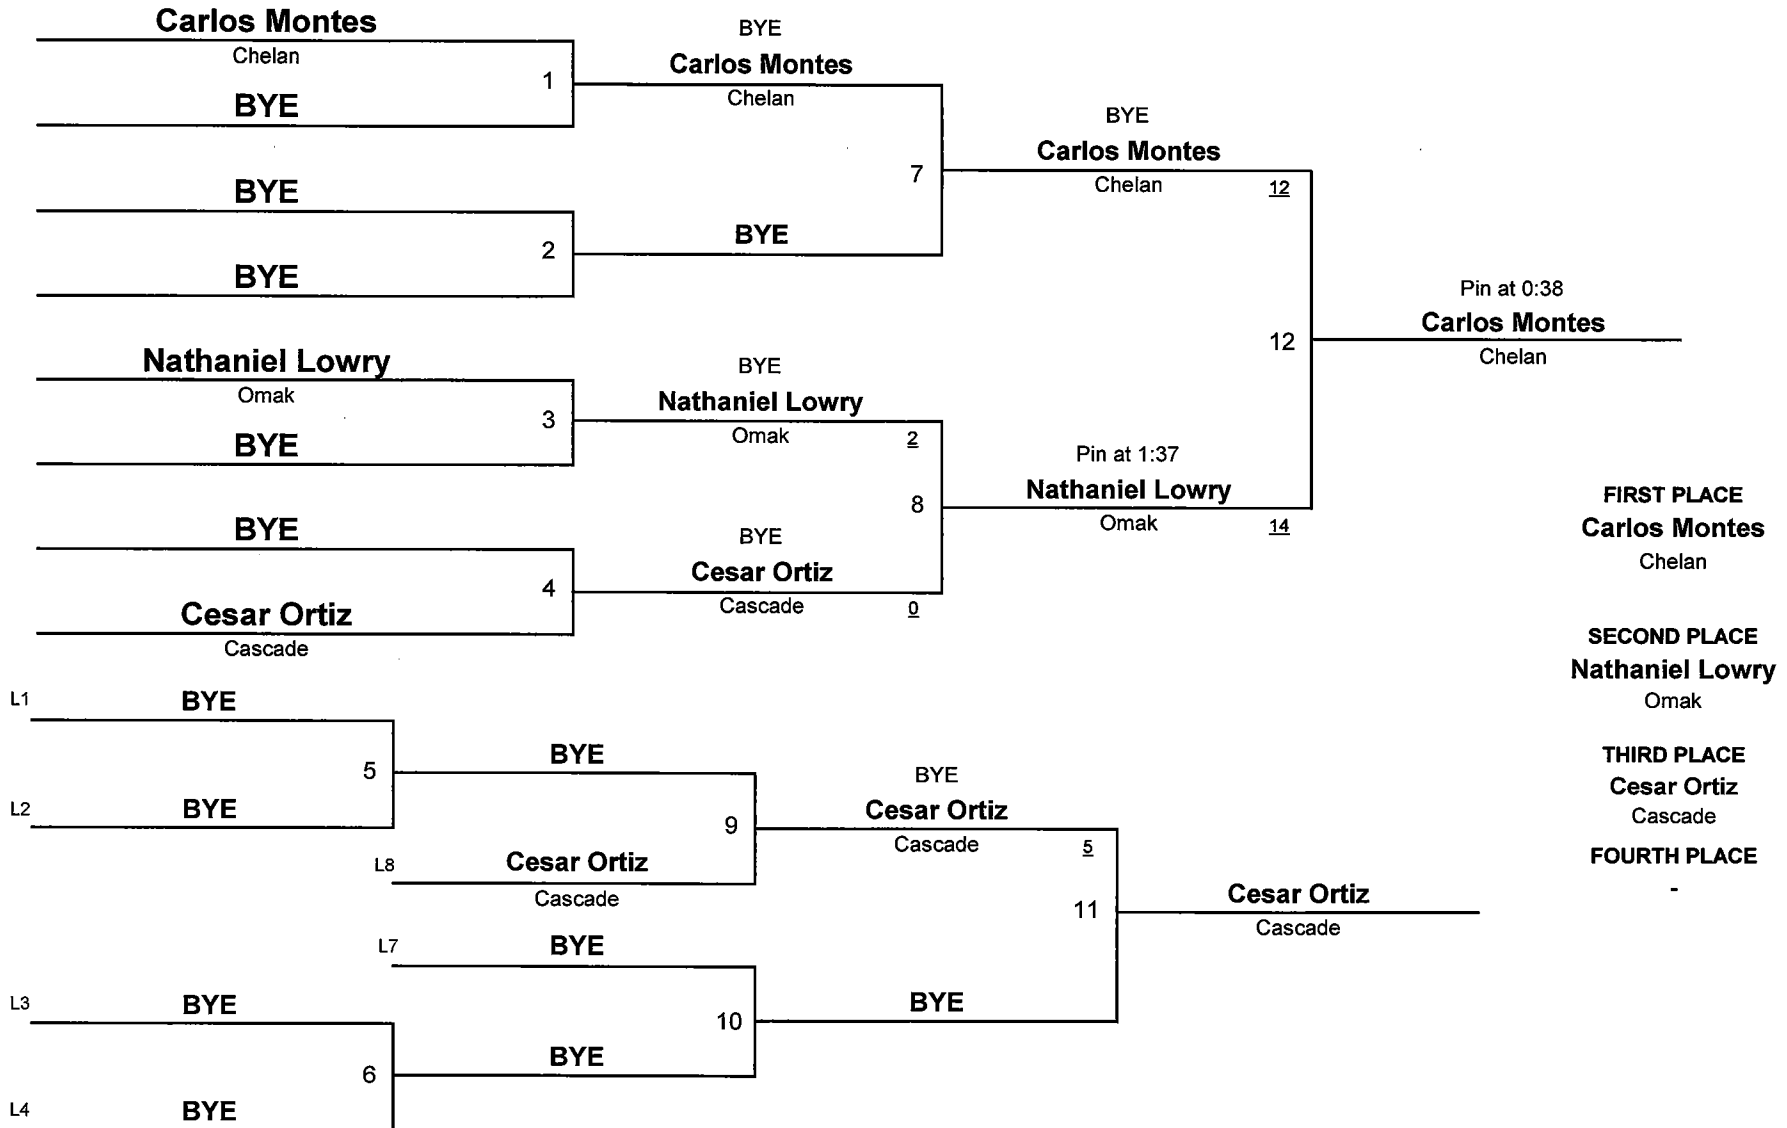 Carlos Montes
Chelan
1
BYE
BYE
2
BYE
Nathaniel Lowry
Omak
3
BYE
BYE
4
Cesar Ortiz
Cascade
BYE
Carlos Montes
Chelan
7
BYE
BYE
Nathaniel Lowry
Omak
2
8
BYE
Cesar Ortiz
Cascade
0
BYE
Carlos Montes
Chelan
12
12
Pin at 1:37
Nathaniel Lowry
Omak
14
Pin at 0:38
Carlos Montes
Chelan
FIRST PLACE
Carlos Montes
Chelan
SECOND PLACE
Nathaniel Lowry
Omak
THIRD PLACE
Cesar Ortiz
Cascade
FOURTH PLACE
-
L1
BYE
5
L2
BYE
BYE
9
L8
Cesar Ortiz
Cascade
L7
BYE
L3
BYE
10
BYE
6
L4
BYE
BYE
Cesar Ortiz
Cascade
5
11
BYE
Cesar Ortiz
Cascade